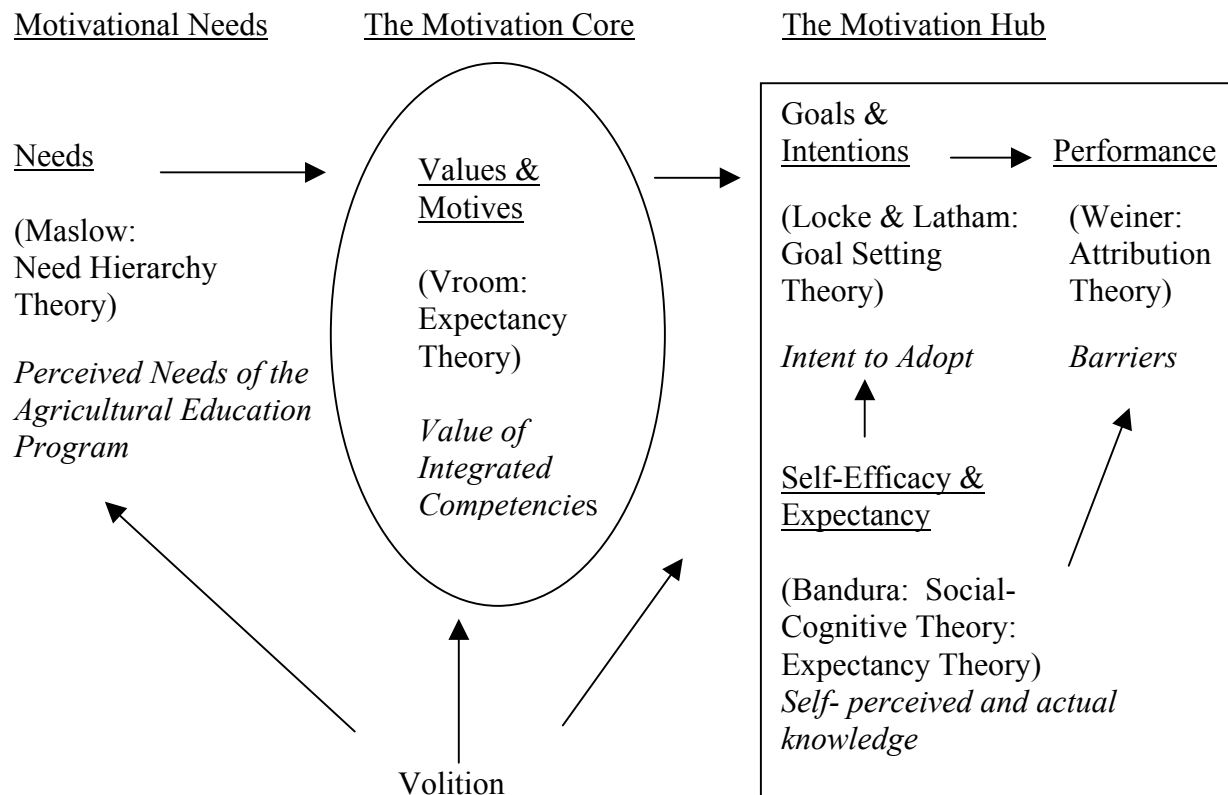 Motivational Needs
The Motivation Core
The Motivation Hub
Needs
(Maslow:
Need Hierarchy
Theory)
Perceived Needs of the
Agricultural Education
Program
Values &
Motives
(Vroom:
Expectancy
Theory)
Value of
Integrated
Competencies
Goals &
Intentions
(Locke & Latham:
Goal Setting
Theory)
Intent to Adopt
Performance
(Weiner:
Attribution
Theory)
Barriers
Self-Efficacy &
Expectancy
(Bandura: Social-
Cognitive Theory:
Expectancy Theory)
Self- perceived and actual
knowledge
Volition